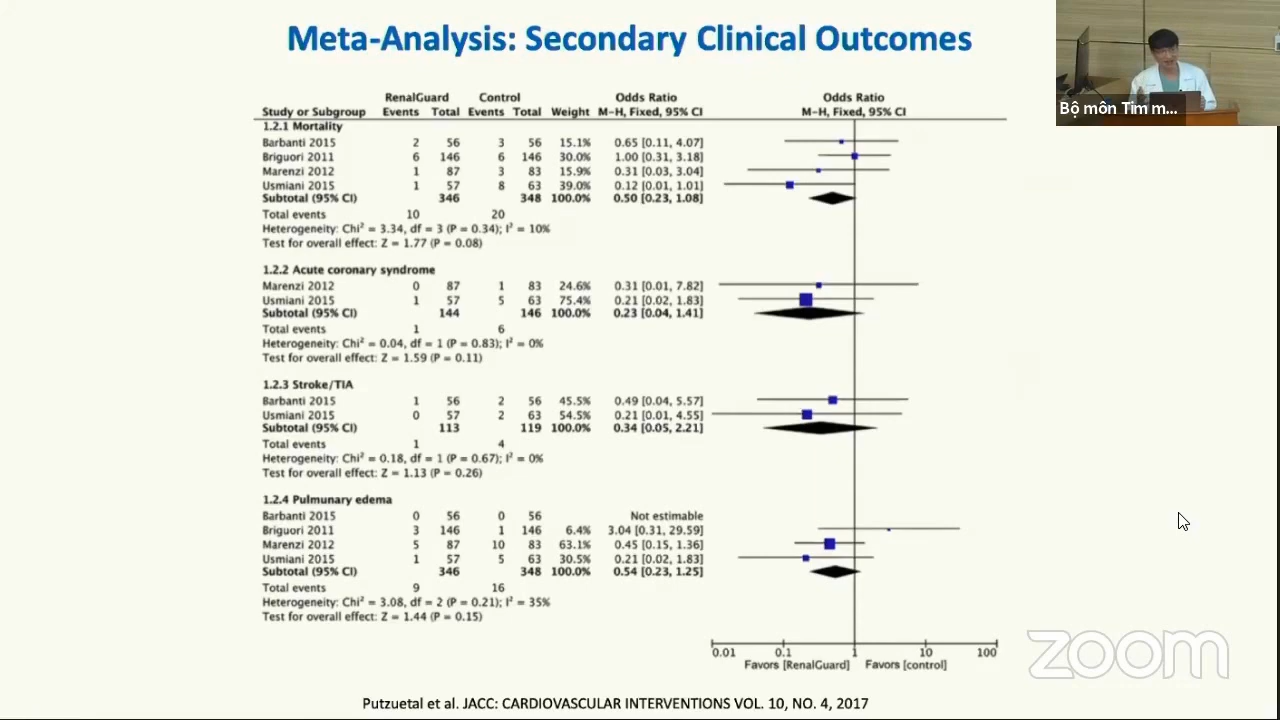 Meta-Analysis: Secondary Clinical Outcomes
Bộ môn Tim m...
RenalGuard Control Odds Ratio Odds Ratio
Study or Subgroup Events Total Events Total Weight M-H, Fixed, 95% CI M-H, Fixed, 95% CI
1.2.1 Mortality
Barbanti 2015 2 56 3 56 15.1% 0.65 [0.11, 4.07]
Briguori 2011 6 146 6 146 30.0% 1.00 [0.31, 3.18]
Marenzi 2012 1 87 3 83 15.9% 0.31 [0.03, 3.04]
Usmiani 2015 1 57 8 63 39.0% 0.12 [0.01, 1.01]
Subtotal (95% CI) 346 348 100.0% 0.50 [0.23, 1.08]
Total events 10 20
Heterogeneity: Chi² = 3.34, df = 3 (P = 0.34); I² = 10%
Test for overall effect: Z = 1.77 (P = 0.08)
1.2.2 Acute coronary syndrome
Marenzi 2012 0 87 1 83 24.6% 0.31 [0.01, 7.82]
Usmiani 2015 1 57 5 63 75.4% 0.21 [0.02, 1.83]
Subtotal (95% CI) 144 146 100.0% 0.23 [0.04, 1.41]
Total events 1 6
Heterogeneity: Chi² = 0.04, df = 1 (P = 0.83); I² = 0%
Test for overall effect: Z = 1.59 (P = 0.11)
1.2.3 Stroke/TIA
Barbanti 2015 1 56 2 56 45.5% 0.49 [0.04, 5.57]
Usmiani 2015 0 57 2 63 54.5% 0.21 [0.01, 4.55]
Subtotal (95% CI) 113 119 100.0% 0.34 [0.05, 2.21]
Total events 1 4
Heterogeneity: Chi² = 0.18, df = 1 (P = 0.67); I² = 0%
Test for overall effect: Z = 1.13 (P = 0.26)
1.2.4 Pulmunary edema
Barbanti 2015 0 56 0 56 Not estimable
Briguori 2011 3 146 1 146 6.4% 3.04 [0.31, 29.59]
Marenzi 2012 5 87 10 83 63.1% 0.45 [0.15, 1.36]
Usmiani 2015 1 57 5 63 30.5% 0.21 [0.02, 1.83]
Subtotal (95% CI) 346 348 100.0% 0.54 [0.23, 1.25]
Total events 9 16
Heterogeneity: Chi² = 3.08, df = 2 (P = 0.21); I² = 35%
Test for overall effect: Z = 1.44 (P = 0.15)
0.01 0.1 1 10 100
Favors [RenalGuard] Favors [control]
zoom
Putzuetal et al. JACC: CARDIOVASCULAR INTERVENTIONS VOL. 10, NO. 4, 2017